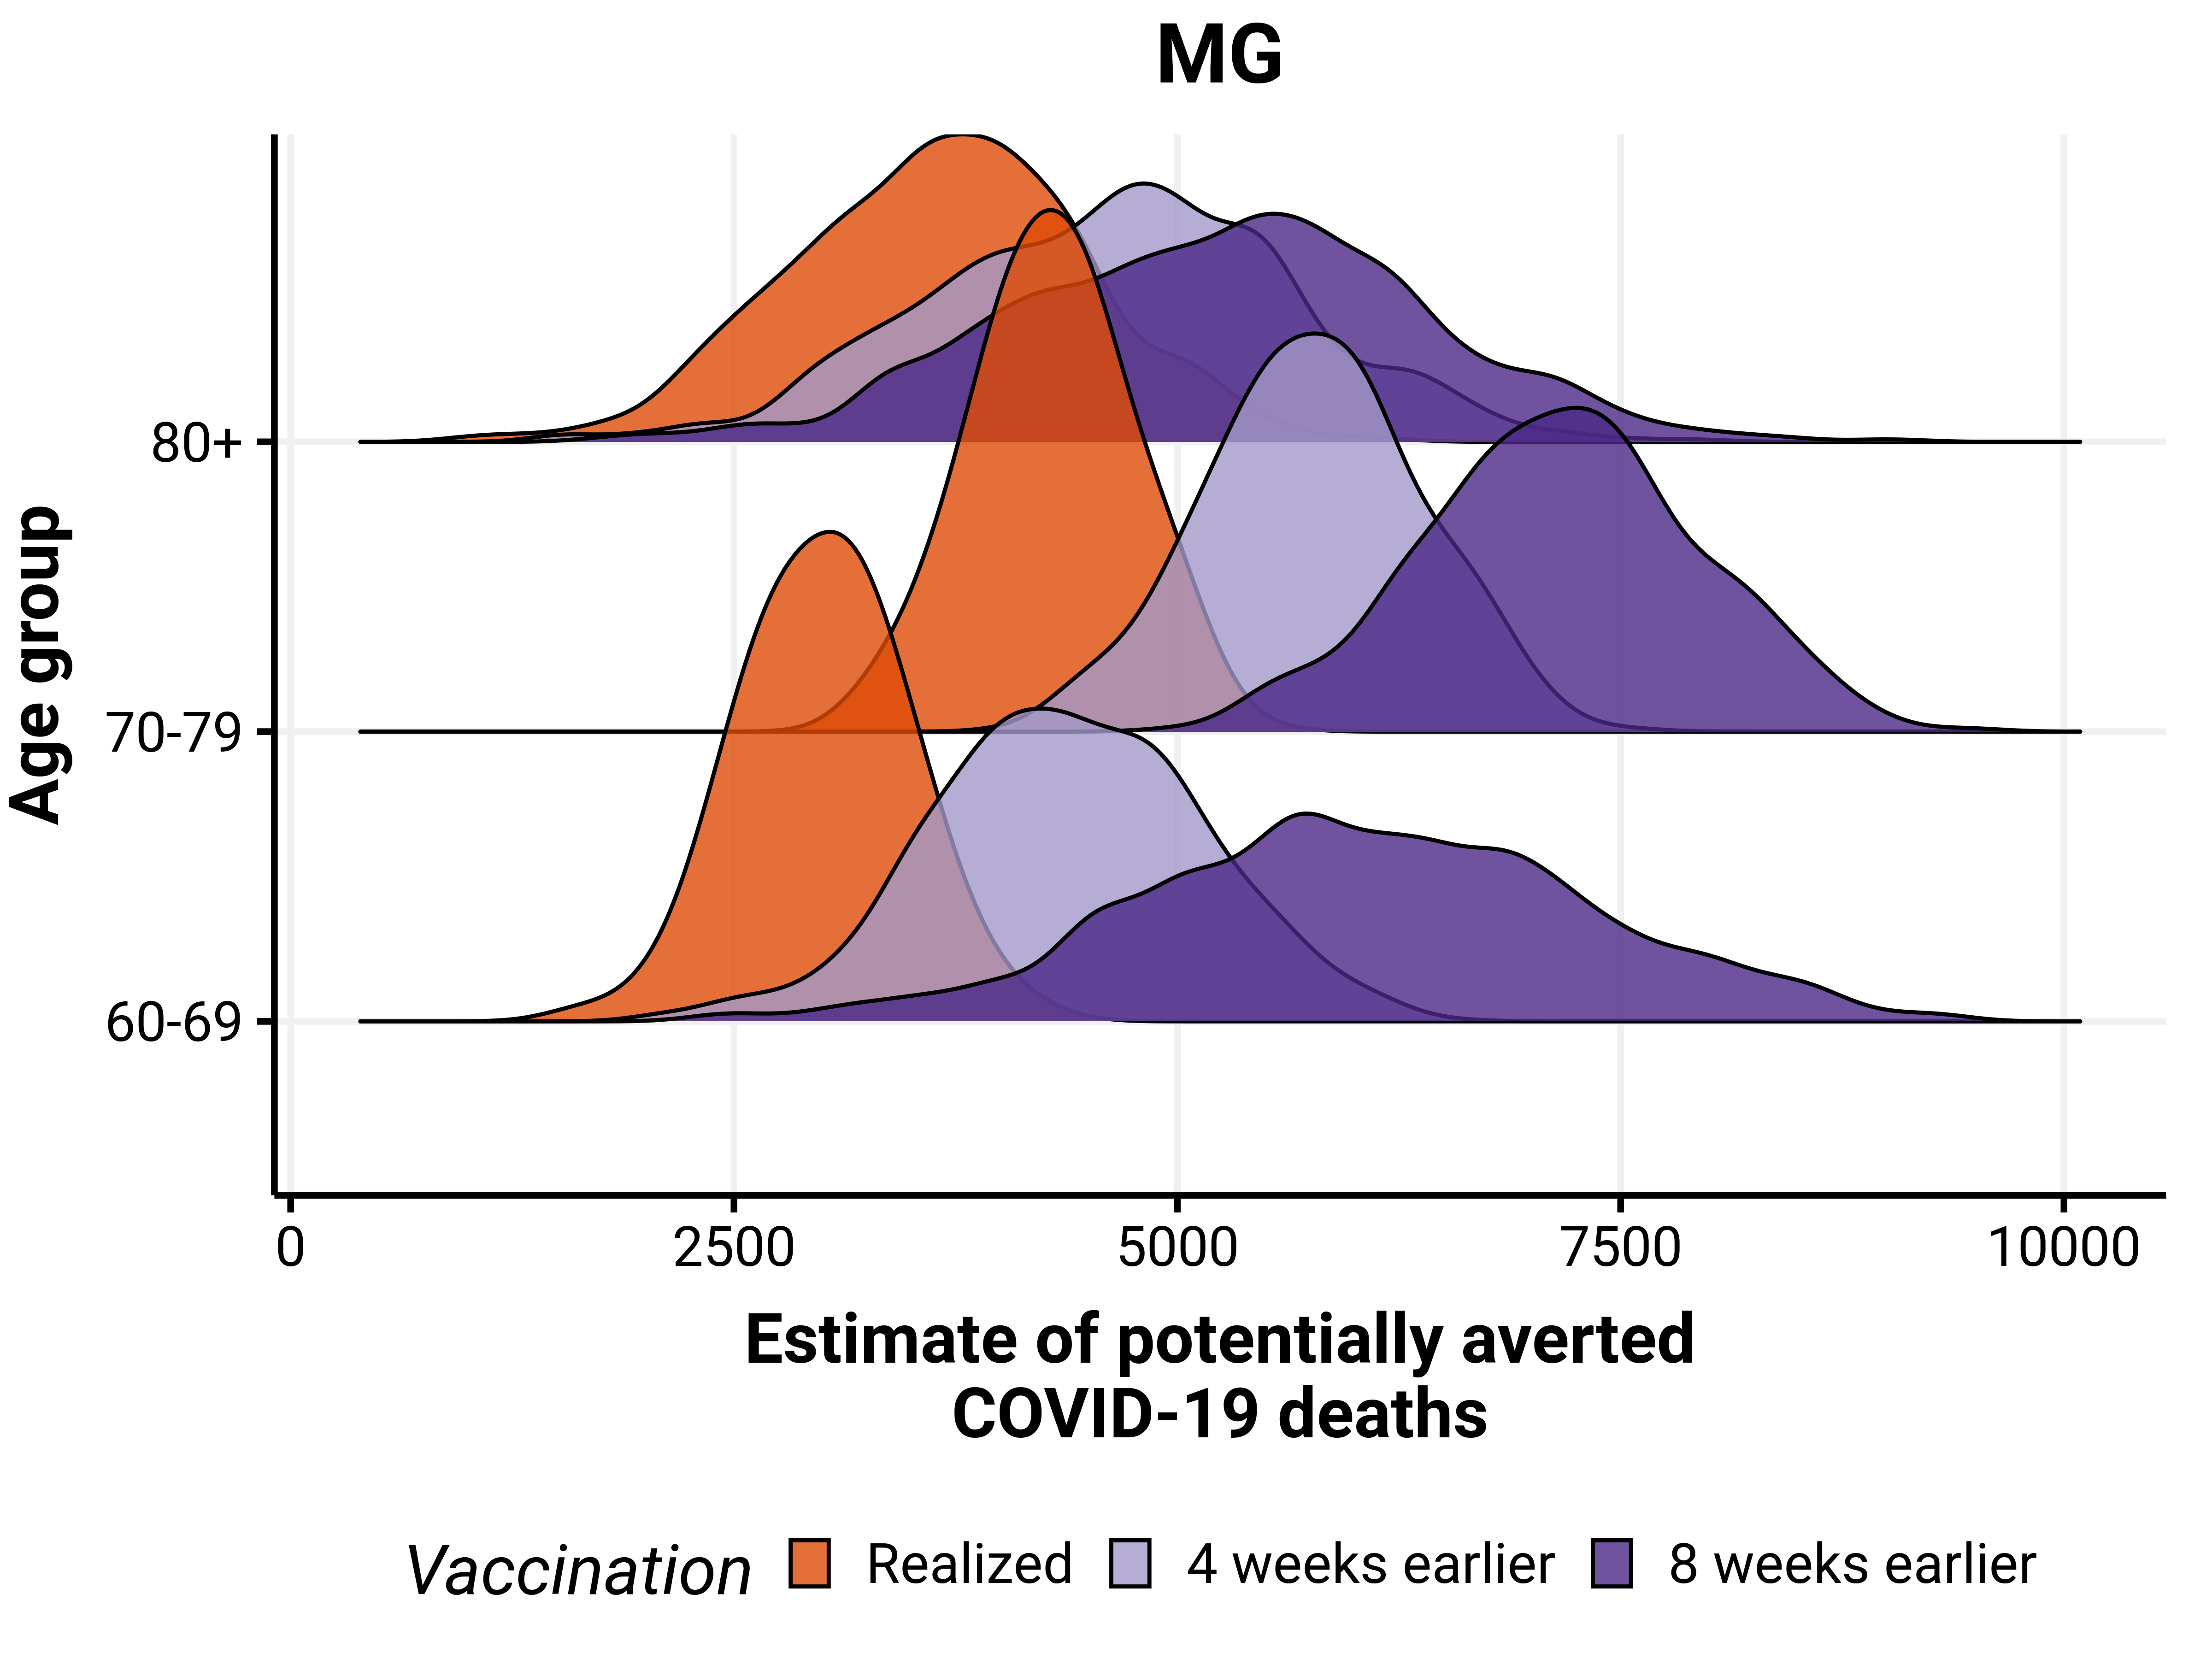 MG
80+
70-79
60-69
Age group
0 2500 5000 7500 10000
Estimate of potentially averted
COVID-19 deaths
Vaccination Realized 4 weeks earlier 8 weeks earlier